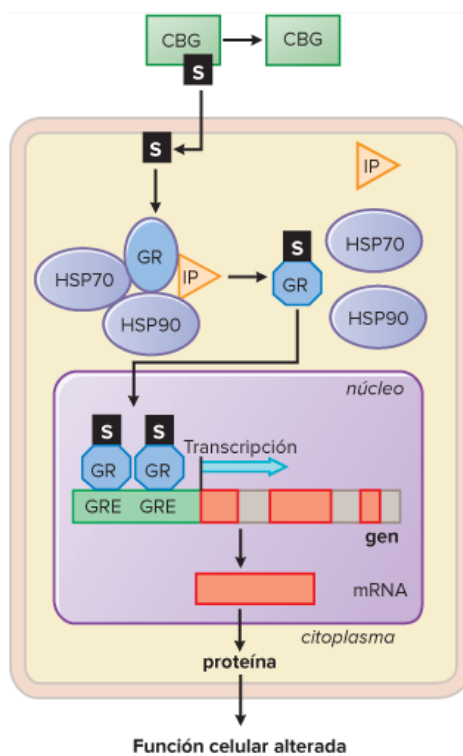 CBG
CBG
S
S
IP
S
GR
HSP70
IP
GR
HSP70
HSP90
HSP90
núcleo
S
S
Transcripción
GR
GR
GRE
GRE
gen
mRNA
citoplasma
proteína
Función celular alterada